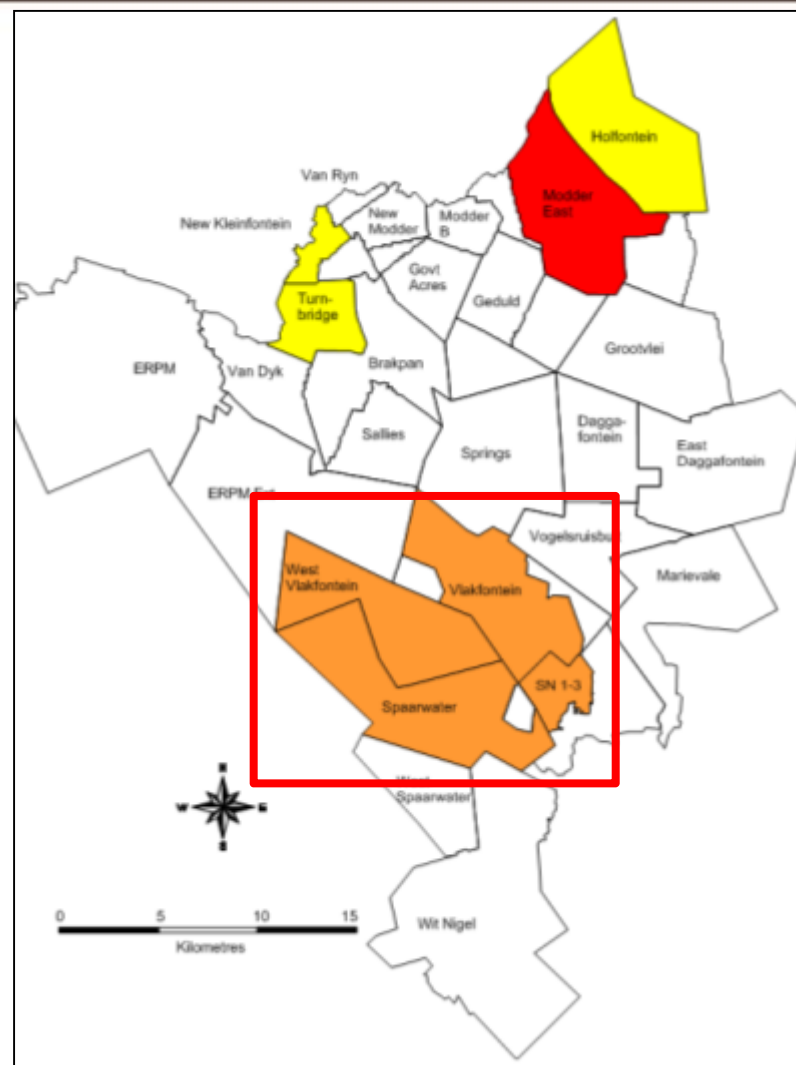 Holfontein
Van Ryn
Modder
East
New
Modder
Modder
B
New Kleinfontein
Govt
Acres
Geduld
Turn-
bridge
Grootvlei
ERPM
Van Dyk
Brakpan
Dagga-
fontein
Sallies
East
Daggafontein
Springs
ERPM
Vogelsruisbult
West
Vlakfontein
Vlakfontein
Marievale
SN 1-3
Spaarwater
N
W
E
S
Spaarwater
0
5
10
15
Kilometres
Wit Nigel